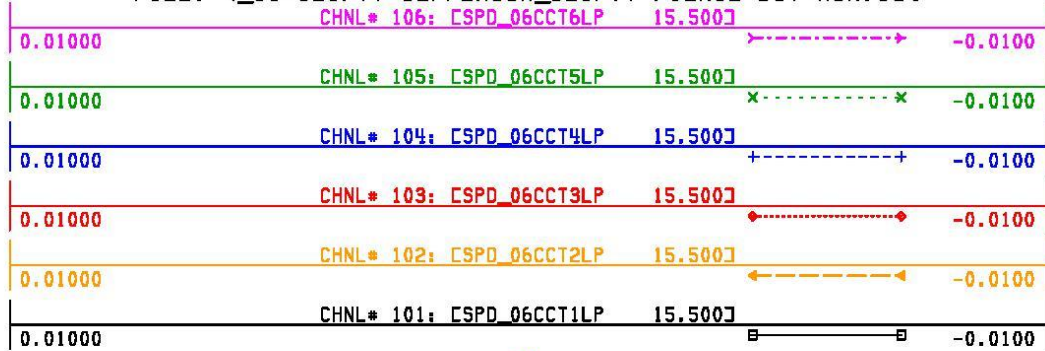 CHNL# 106: [SPD_06CCT6LP 15.500]
0.01000 -0.0100
CHNL# 105: [SPD_06CCT5LP 15.500]
0.01000 -0.0100
CHNL# 104: [SPD_06CCT4LP 15.500]
0.01000 -0.0100
CHNL# 103: [SPD_06CCT3LP 15.500]
0.01000 -0.0100
CHNL# 102: [SPD_06CCT2LP 15.500]
0.01000 -0.0100
CHNL# 101: [SPD_06CCT1LP 15.500]
0.01000 -0.0100